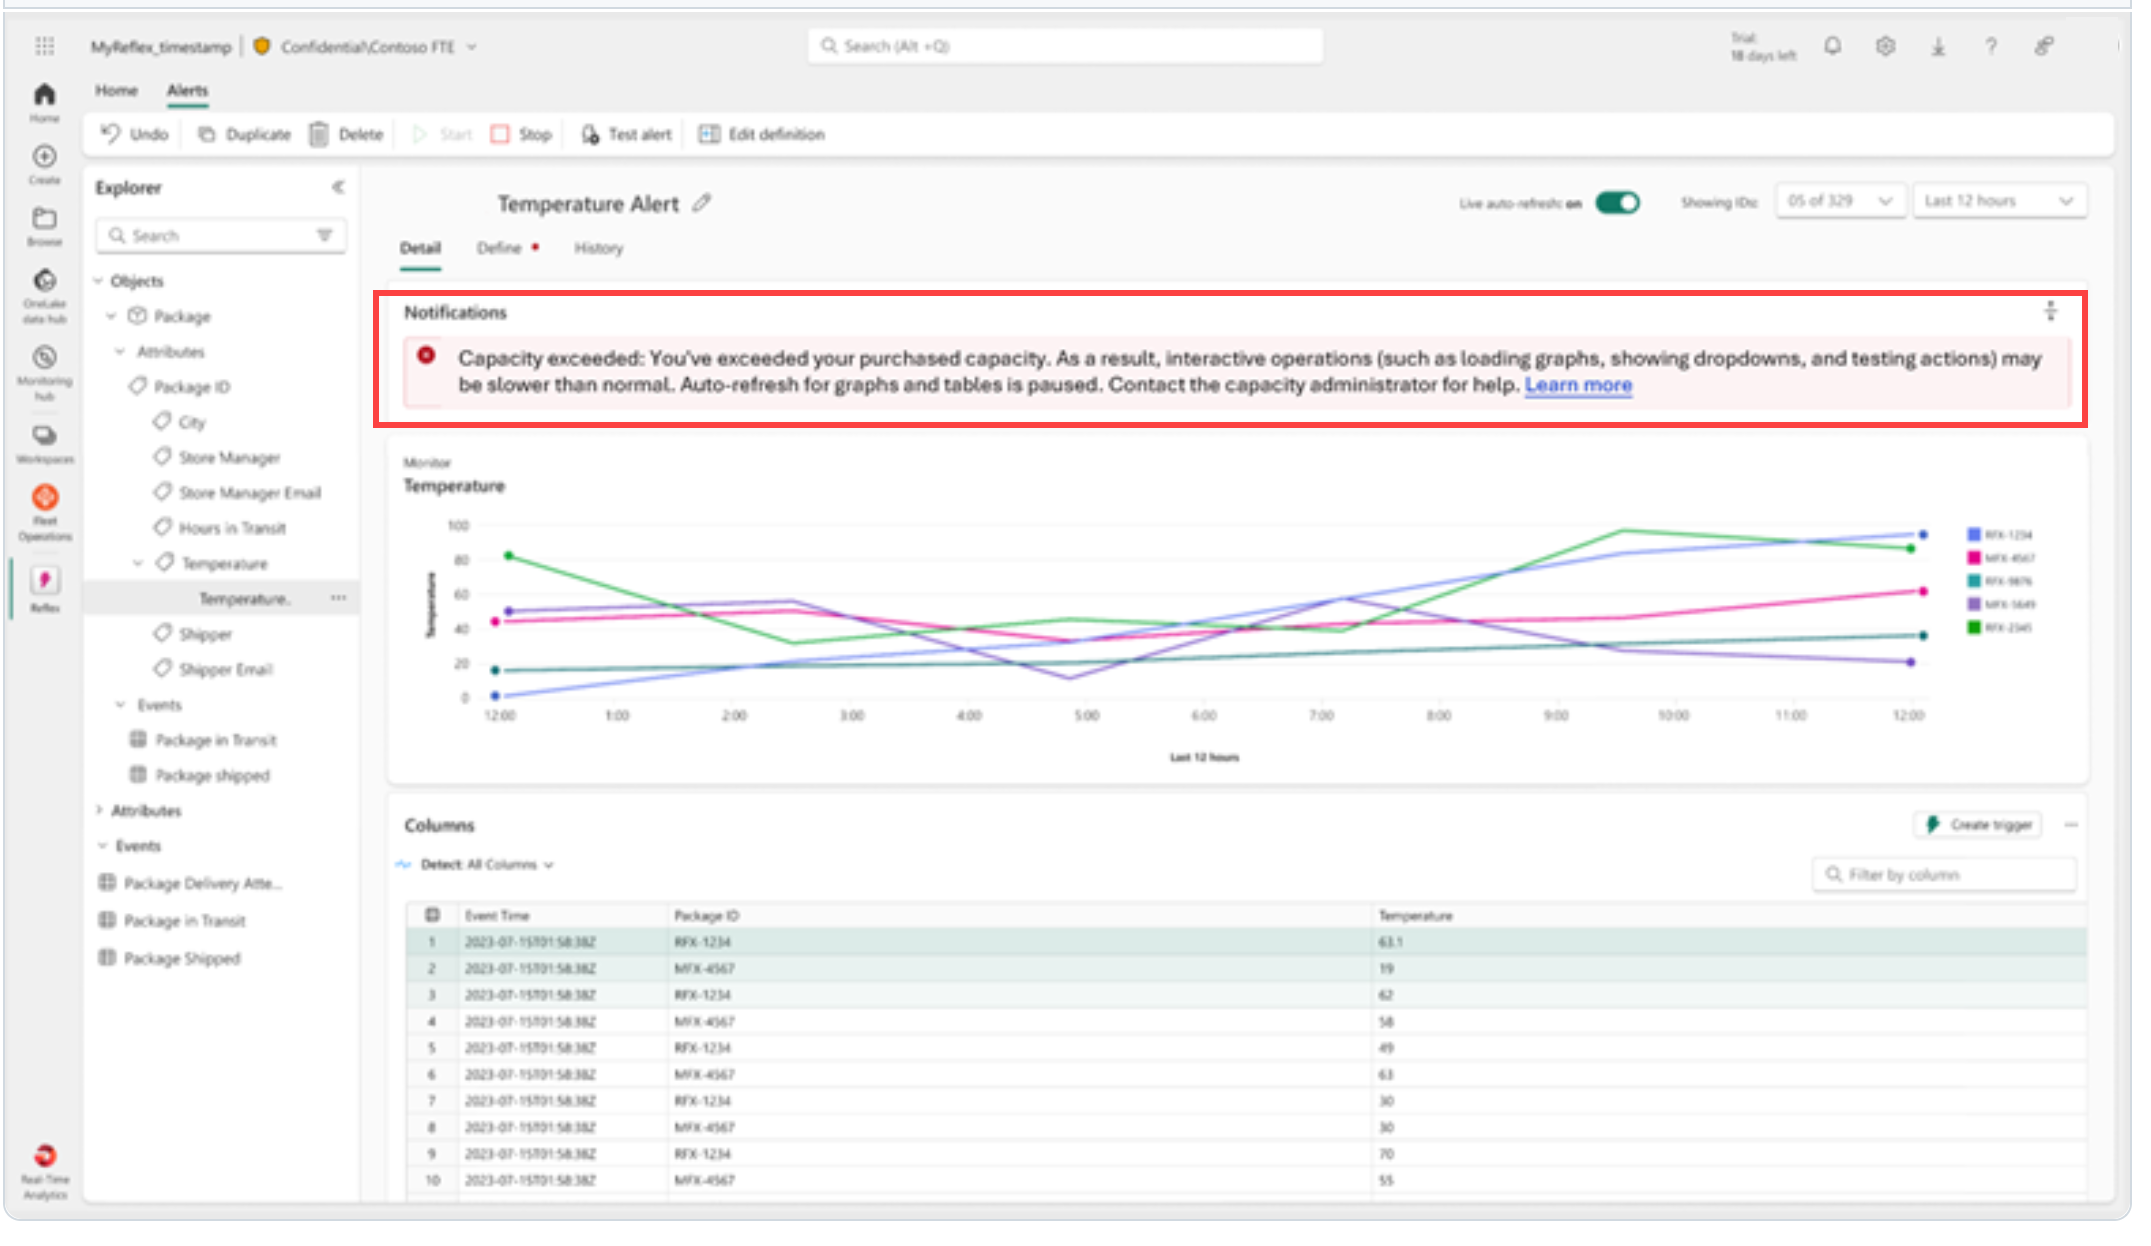 MyReflex_timestamp
Confidential\Contoso FTE
Search (Alt +Q)
Trial:
18 days left
Home
Alerts
Undo
Duplicate
Delete
Start
Stop
Test alert
Edit definition
Home
Create
Browse
OneLake
data hub
Monitoring
hub
Workspaces
Fleet
Operations
Reflex
Real-Time
Analytics
Explorer
Search
Objects
Package
Attributes
Package ID
City
Store Manager
Store Manager Email
Hours in Transit
Temperature
Temperature..
Shipper
Shipper Email
Events
Package in Transit
Package shipped
Attributes
Events
Package Delivery Atte...
Package in Transit
Package Shipped
Temperature Alert
Live auto-refresh: on
Showing IDs:
05 of 329
Last 12 hours
Detail
Define
History
Notifications
Capacity exceeded: You've exceeded your purchased capacity. As a result, interactive operations (such as loading graphs, showing dropdowns, and testing actions) may
be slower than normal. Auto-refresh for graphs and tables is paused. Contact the capacity administrator for help. Learn more
Monitor
Temperature
Temperature
100
80
60
40
20
0
12:00 1:00 2:00 3:00 4:00 5:00 6:00 7:00 8:00 9:00 10:00 11:00 12:00
Last 12 hours
RFX-1234
MFX-4567
RFX-9876
MFX-5649
RFX-2345
Columns
Create trigger
Detect: All Columns
Filter by column
Event Time Package ID Temperature
1 2023-07-15T01:58:38Z RFX-1234 63.1
2 2023-07-15T01:58:38Z MFX-4567 19
3 2023-07-15T01:58:38Z RFX-1234 62
4 2023-07-15T01:58:38Z MFX-4567 58
5 2023-07-15T01:58:38Z RFX-1234 49
6 2023-07-15T01:58:38Z MFX-4567 63
7 2023-07-15T01:58:38Z RFX-1234 30
8 2023-07-15T01:58:38Z MFX-4567 30
9 2023-07-15T01:58:38Z RFX-1234 70
10 2023-07-15T01:58:38Z MFX-4567 55